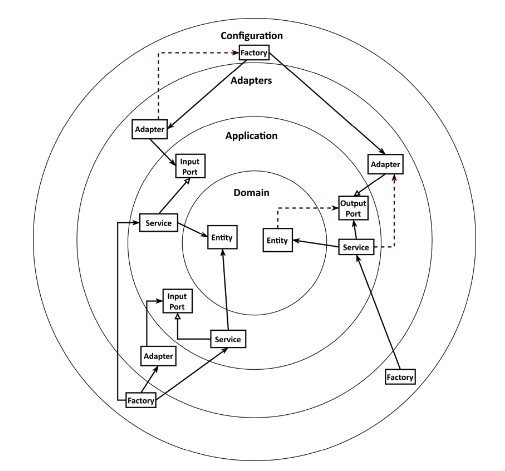 Configuration
Factory
Adapters
Adapter
Application
Input
Port
Adapter
Domain
Output
Port
Service
Entity
Entity
Service
Input
Port
Service
Adapter
Factory
Factory